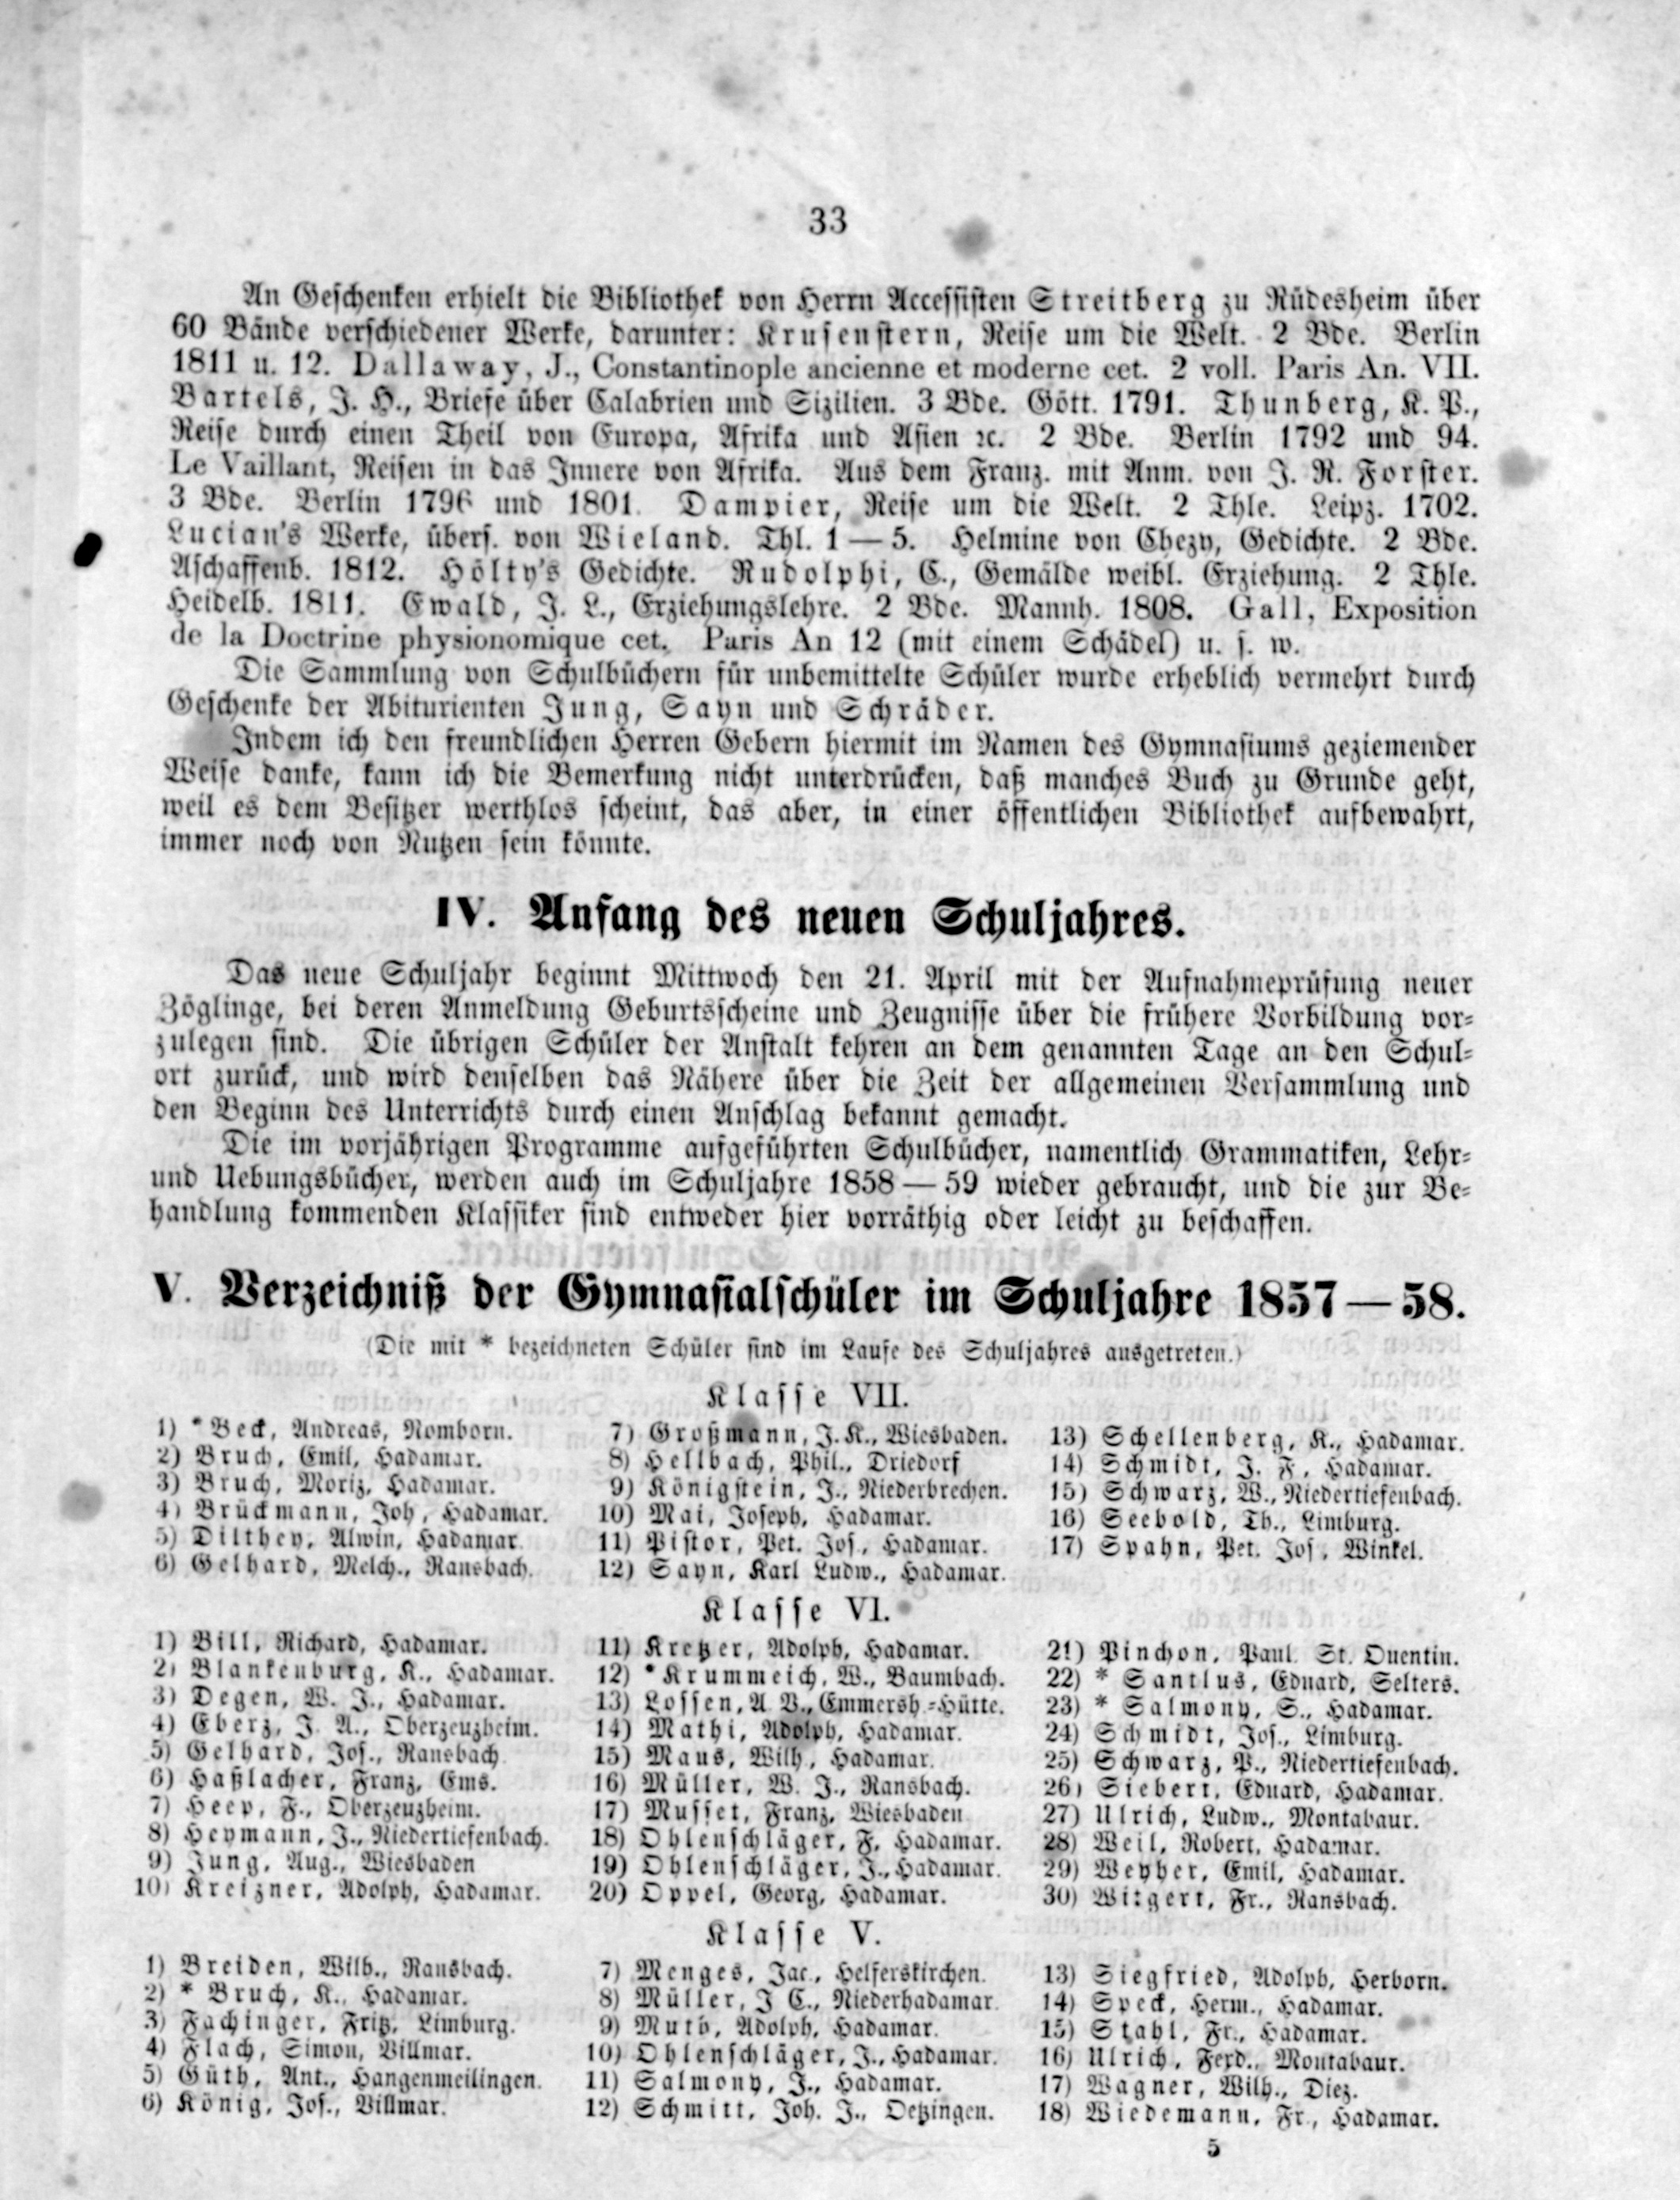 33
An Geschenken erhielt die Bibliothek von Herrn Accessisten Streitberg zu Rüdesheim über
60 Bände verschiedener Werke, darunter: Krusenstern, Reise um die Welt. 2 Bde. Berlin
1811 u. 12. Dallaway, J., Constantinople ancienne et moderne cet. 2 voll. Paris An. VII.
Bartels, J. H., Briefe über Calabrien und Sizilien. 3 Bde. Gött. 1791. Thunberg, K. P.,
Reise durch einen Theil von Europa, Afrika und Asien ꝛc. 2 Bde. Berlin 1792 und 94.
Le Vaillant, Reisen in das Innere von Afrika. Aus dem Franz. mit Anm. von J. R. Forster.
3 Bde. Berlin 1796 und 1801. Dampier, Reise um die Welt. 2 Thle. Leipz. 1702.
Lucian's Werke, übers. von Wieland. Thl. 1—5. Helmine von Chezy, Gedichte. 2 Bde.
Aschaffenb. 1812. Hölty's Gedichte. Rudolphi, C., Gemälde weibl. Erziehung. 2 Thle.
Heidelb. 1811. Ewald, J. L., Erziehungslehre. 2 Bde. Mannh. 1808. Gall, Exposition
de la Doctrine physionomique cet. Paris An 12 (mit einem Schädel) u. s. w.
Die Sammlung von Schulbüchern für unbemittelte Schüler wurde erheblich vermehrt durch
Geschenke der Abiturienten Jung, Sayn und Schräder.
Indem ich den freundlichen Herren Gebern hiermit im Namen des Gymnasiums geziemender
Weise danke, kann ich die Bemerkung nicht unterdrücken, daß manches Buch zu Grunde geht,
weil es dem Besitzer werthlos scheint, das aber, in einer öffentlichen Bibliothek aufbewahrt,
immer noch von Nutzen sein könnte.
IV. Anfang des neuen Schuljahres.
Das neue Schuljahr beginnt Mittwoch den 21. April mit der Aufnahmeprüfung neuer
Zöglinge, bei deren Anmeldung Geburtsscheine und Zeugnisse über die frühere Vorbildung vor-
zulegen sind. Die übrigen Schüler der Anstalt kehren an dem genannten Tage an den Schul-
ort zurück, und wird denselben das Nähere über die Zeit der allgemeinen Versammlung und
den Beginn des Unterrichts durch einen Anschlag bekannt gemacht.
Die im vorjährigen Programme aufgeführten Schulbücher, namentlich Grammatiken, Lehr-
und Uebungsbücher, werden auch im Schuljahre 1858—59 wieder gebraucht, und die zur Be-
handlung kommenden Klassiker sind entweder hier vorräthig oder leicht zu beschaffen.
V. Verzeichniß der Gymnasialschüler im Schuljahre 1857—58.
(Die mit * bezeichneten Schüler sind im Laufe des Schuljahres ausgetreten.)
Klasse VII.
1) *Beck, Andreas, Nomborn.
2) Bruch, Emil, Hadamar.
3) Bruch, Moriz, Hadamar.
4) Brückmann, Joh., Hadamar.
5) Dilthey, Alwin, Hadamar.
6) Gelhard, Melch., Ransbach.
7) Großmann, J. K., Wiesbaden.
8) Hellbach, Phil., Driedorf
9) Königstein, J., Niederbrechen.
10) Mai, Joseph, Hadamar.
11) Pistor, Pet. Jos., Hadamar.
12) Sayn, Karl Ludw., Hadamar.
13) Schellenberg, K., Hadamar.
14) Schmidt, J. F., Hadamar.
15) Schwarz, W., Niedertiefenbach.
16) Seebold, Th., Limburg.
17) Spahn, Pet. Jos., Winkel.
Klasse VI.
1) Bill, Richard, Hadamar.
2) Blankenburg, K., Hadamar.
3) Degen, W. J., Hadamar.
4) Eberz, J. A., Oberzeuzheim.
5) Gelhard, Jos., Ransbach.
6) Haßlacher, Franz, Ems.
7) Heep, F., Oberzeuzheim.
8) Heymann, J., Niedertiefenbach.
9) Jung, Aug., Wiesbaden
10) Kreizner, Adolph, Hadamar.
11) Kretzer, Adolph, Hadamar.
12) *Krummeich, W., Baumbach.
13) Lossen, A. V., Emmersh.-Hütte.
14) Mathi, Adolph, Hadamar.
15) Maus, Wilh., Hadamar.
16) Müller, W. J., Ransbach.
17) Musset, Franz, Wiesbaden
18) Ohlenschläger, F., Hadamar.
19) Ohlenschläger, J., Hadamar.
20) Oppel, Georg, Hadamar.
21) Pinchon, Paul. St. Quentin.
22) * Santlus, Eduard, Selters.
23) * Salmony, S., Hadamar.
24) Schmidt, Jos., Limburg.
25) Schwarz, P., Niedertiefenbach.
26) Siebert, Eduard, Hadamar.
27) Ulrich, Ludw., Montabaur.
28) Weil, Robert, Hadamar.
29) Weyher, Emil, Hadamar.
30) Witgert, Fr., Ransbach.
Klasse V.
1) Breiden, Wilh., Ransbach.
2) * Bruch, K., Hadamar.
3) Fachinger, Fritz, Limburg.
4) Flach, Simon, Villmar.
5) Güth, Ant., Hangenmeilingen.
6) König, Jos., Villmar.
7) Menges, Jac., Helferskirchen.
8) Müller, J. C., Niederhadamar.
9) Muth, Adolph, Hadamar.
10) Ohlenschläger, J., Hadamar.
11) Salmony, J., Hadamar.
12) Schmitt, Joh. J., Oetzingen.
13) Siegfried, Adolph, Herborn.
14) Speck, Herm., Hadamar.
15) Stahl, Fr., Hadamar.
16) Ulrich, Ferd., Montabaur.
17) Wagner, Wilh., Diez.
18) Wiedemann, Fr., Hadamar.
5